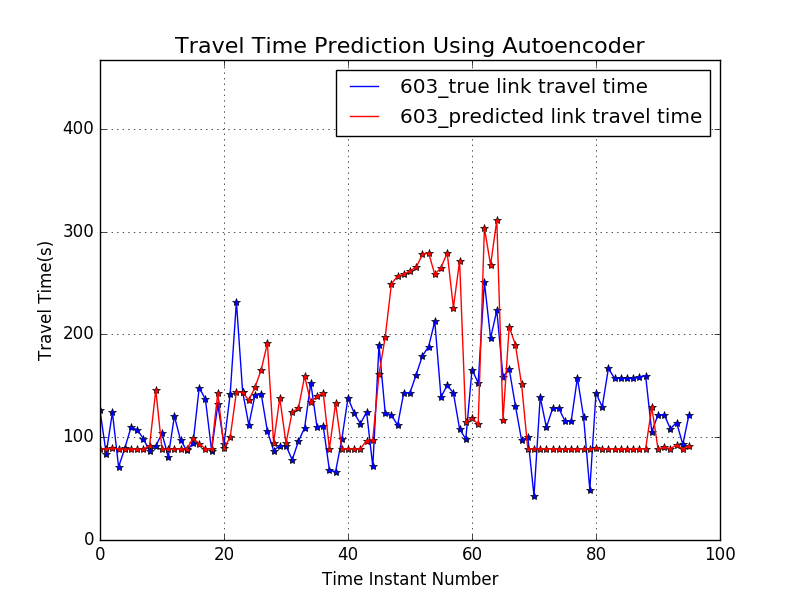 Travel Time Prediction Using Autoencoder
603_true link travel time
603_predicted link travel time
400
300
200
100
0
Travel Time(s)
0 20 40 60 80 100
Time Instant Number